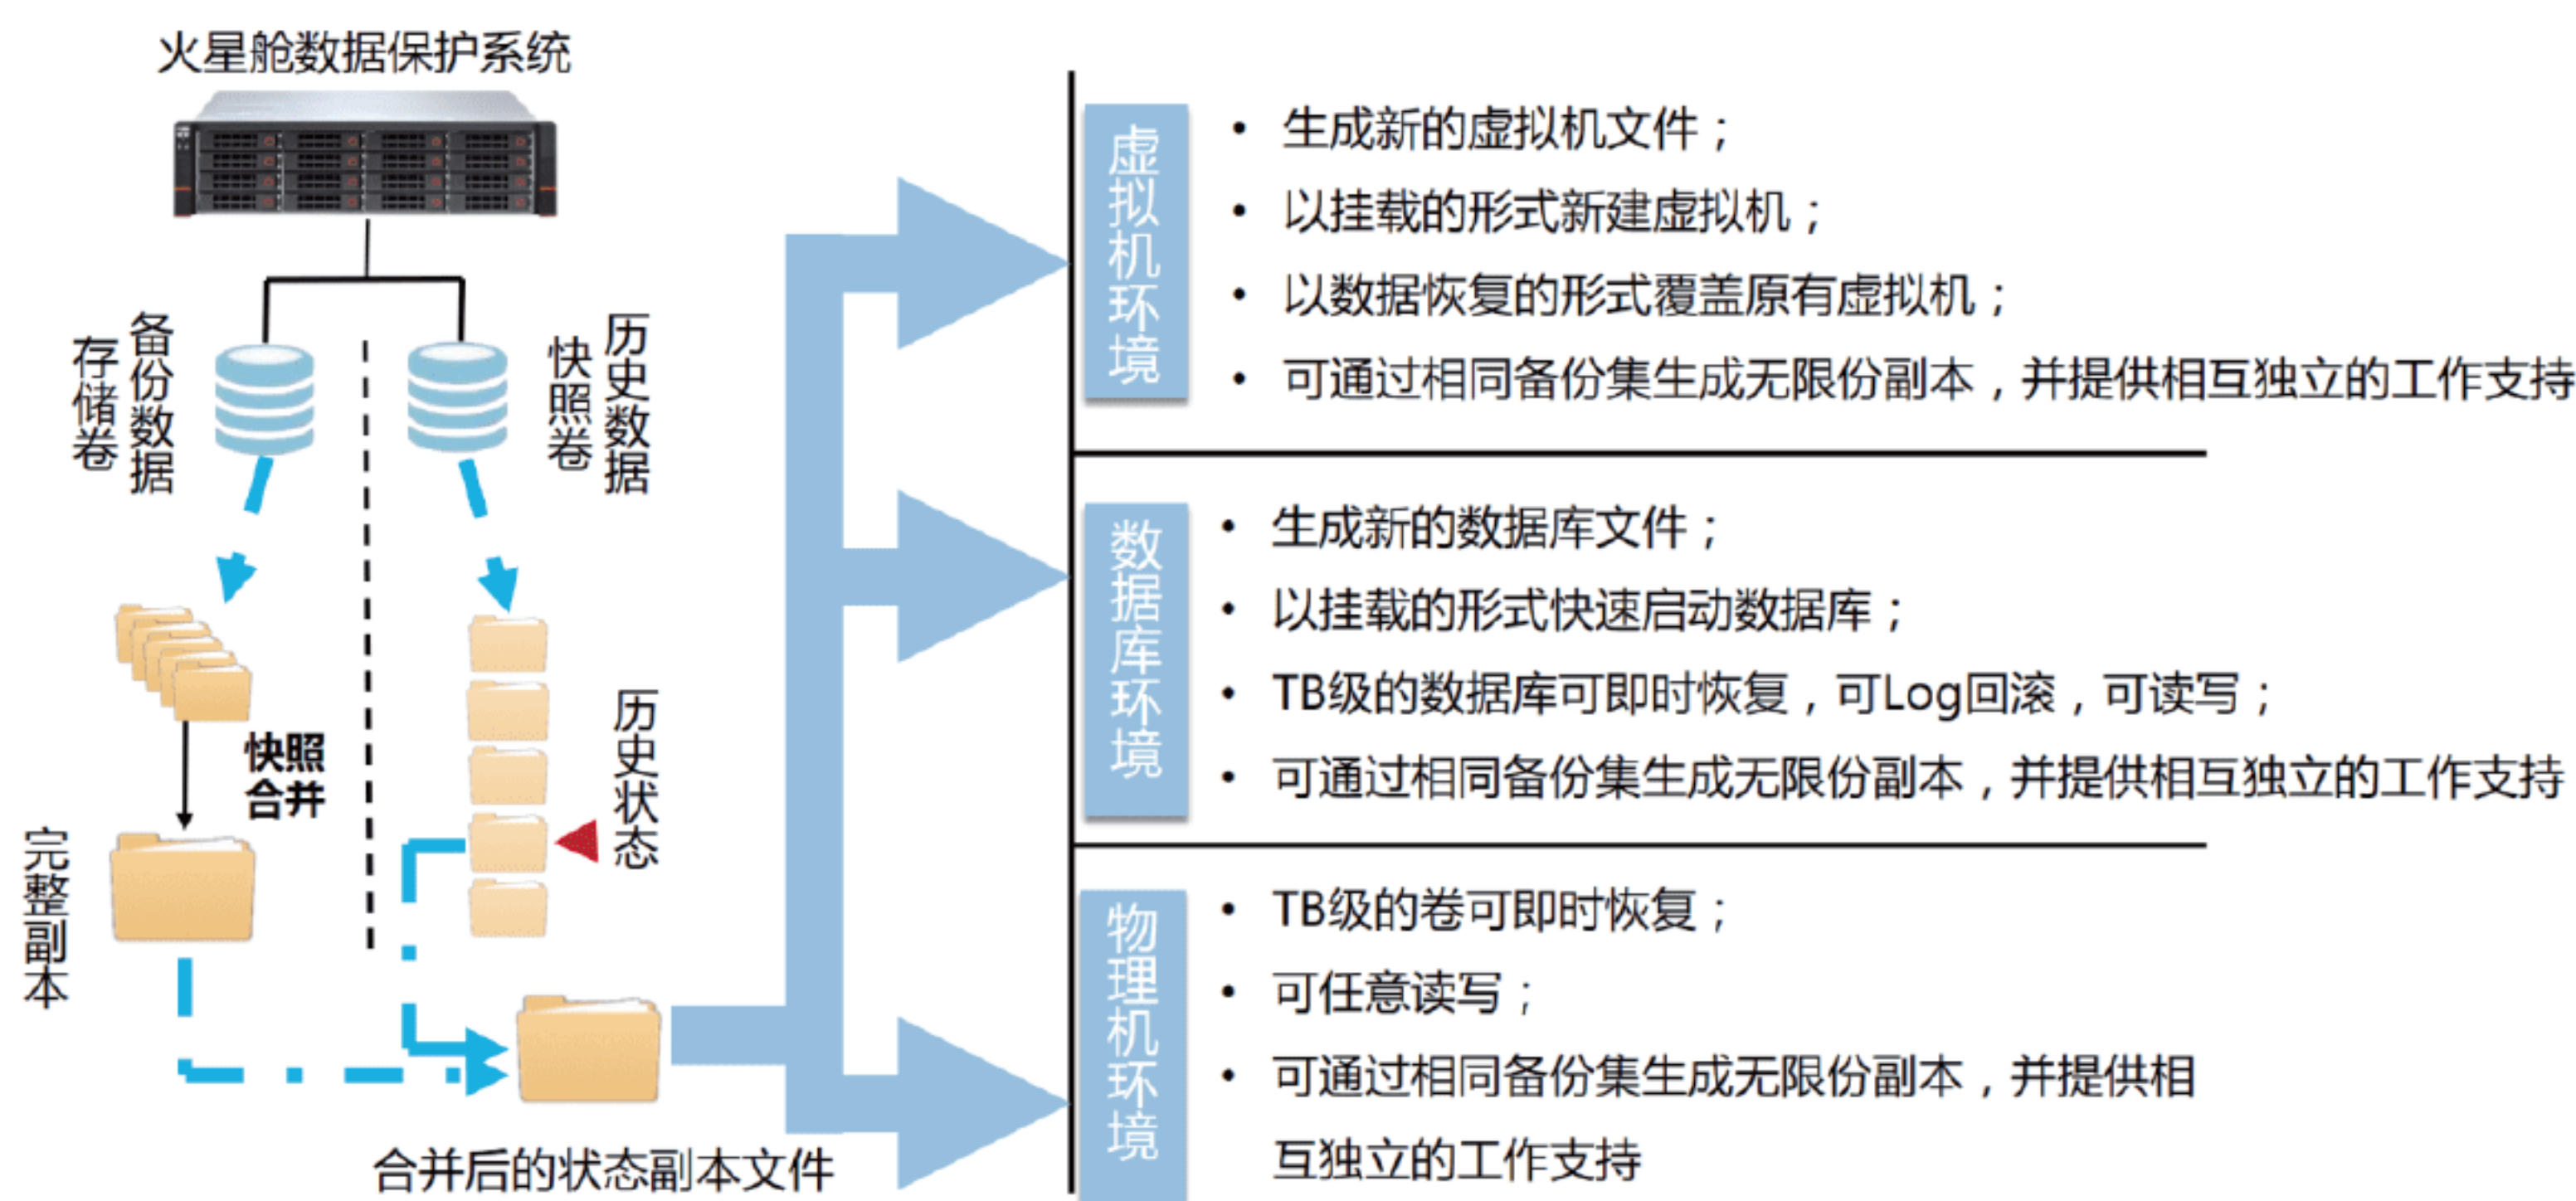 火星舱数据保护系统
备份数据
存储卷
历史数据
快照卷
快照
合并
历史状态
完整副本
合并后的状态副本文件
虚拟机环境
• 生成新的虚拟机文件；
• 以挂载的形式新建虚拟机；
• 以数据恢复的形式覆盖原有虚拟机；
• 可通过相同备份集生成无限份副本，并提供相互独立的工作支持
数据库环境
• 生成新的数据库文件；
• 以挂载的形式快速启动数据库；
• TB级的数据库可即时恢复，可Log回滚，可读写；
• 可通过相同备份集生成无限份副本，并提供相互独立的工作支持
物理机环境
• TB级的卷可即时恢复；
• 可任意读写；
• 可通过相同备份集生成无限份副本，并提供相
互独立的工作支持